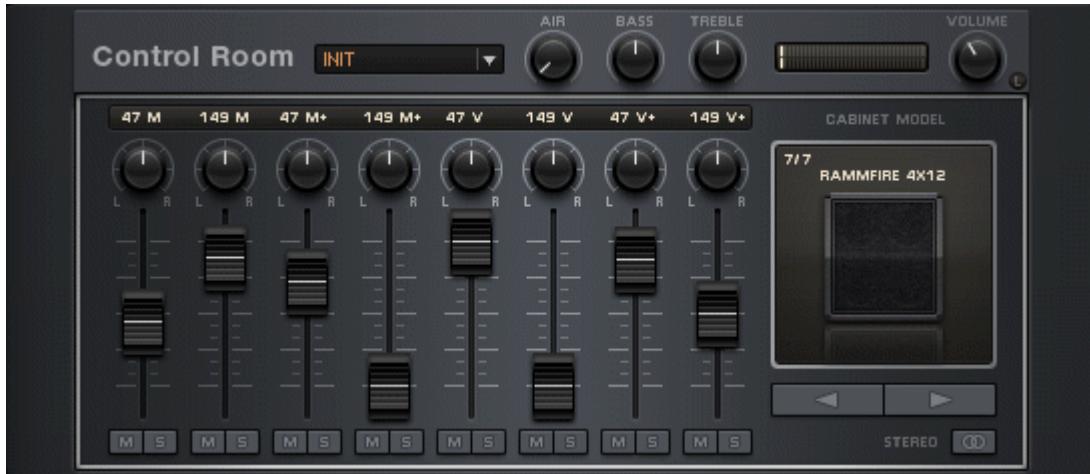 AIR BASS TREBLE VOLUME
Control Room INIT
L
47 M 149 M 47 M+ 149 M+ 47 V 149 V 47 V+ 149 V+
CABINET MODEL
7/7
RAMMFIRE 4X12
L R L R L R L R L R L R L R L R
M S M S M S M S M S M S M S M S
STEREO